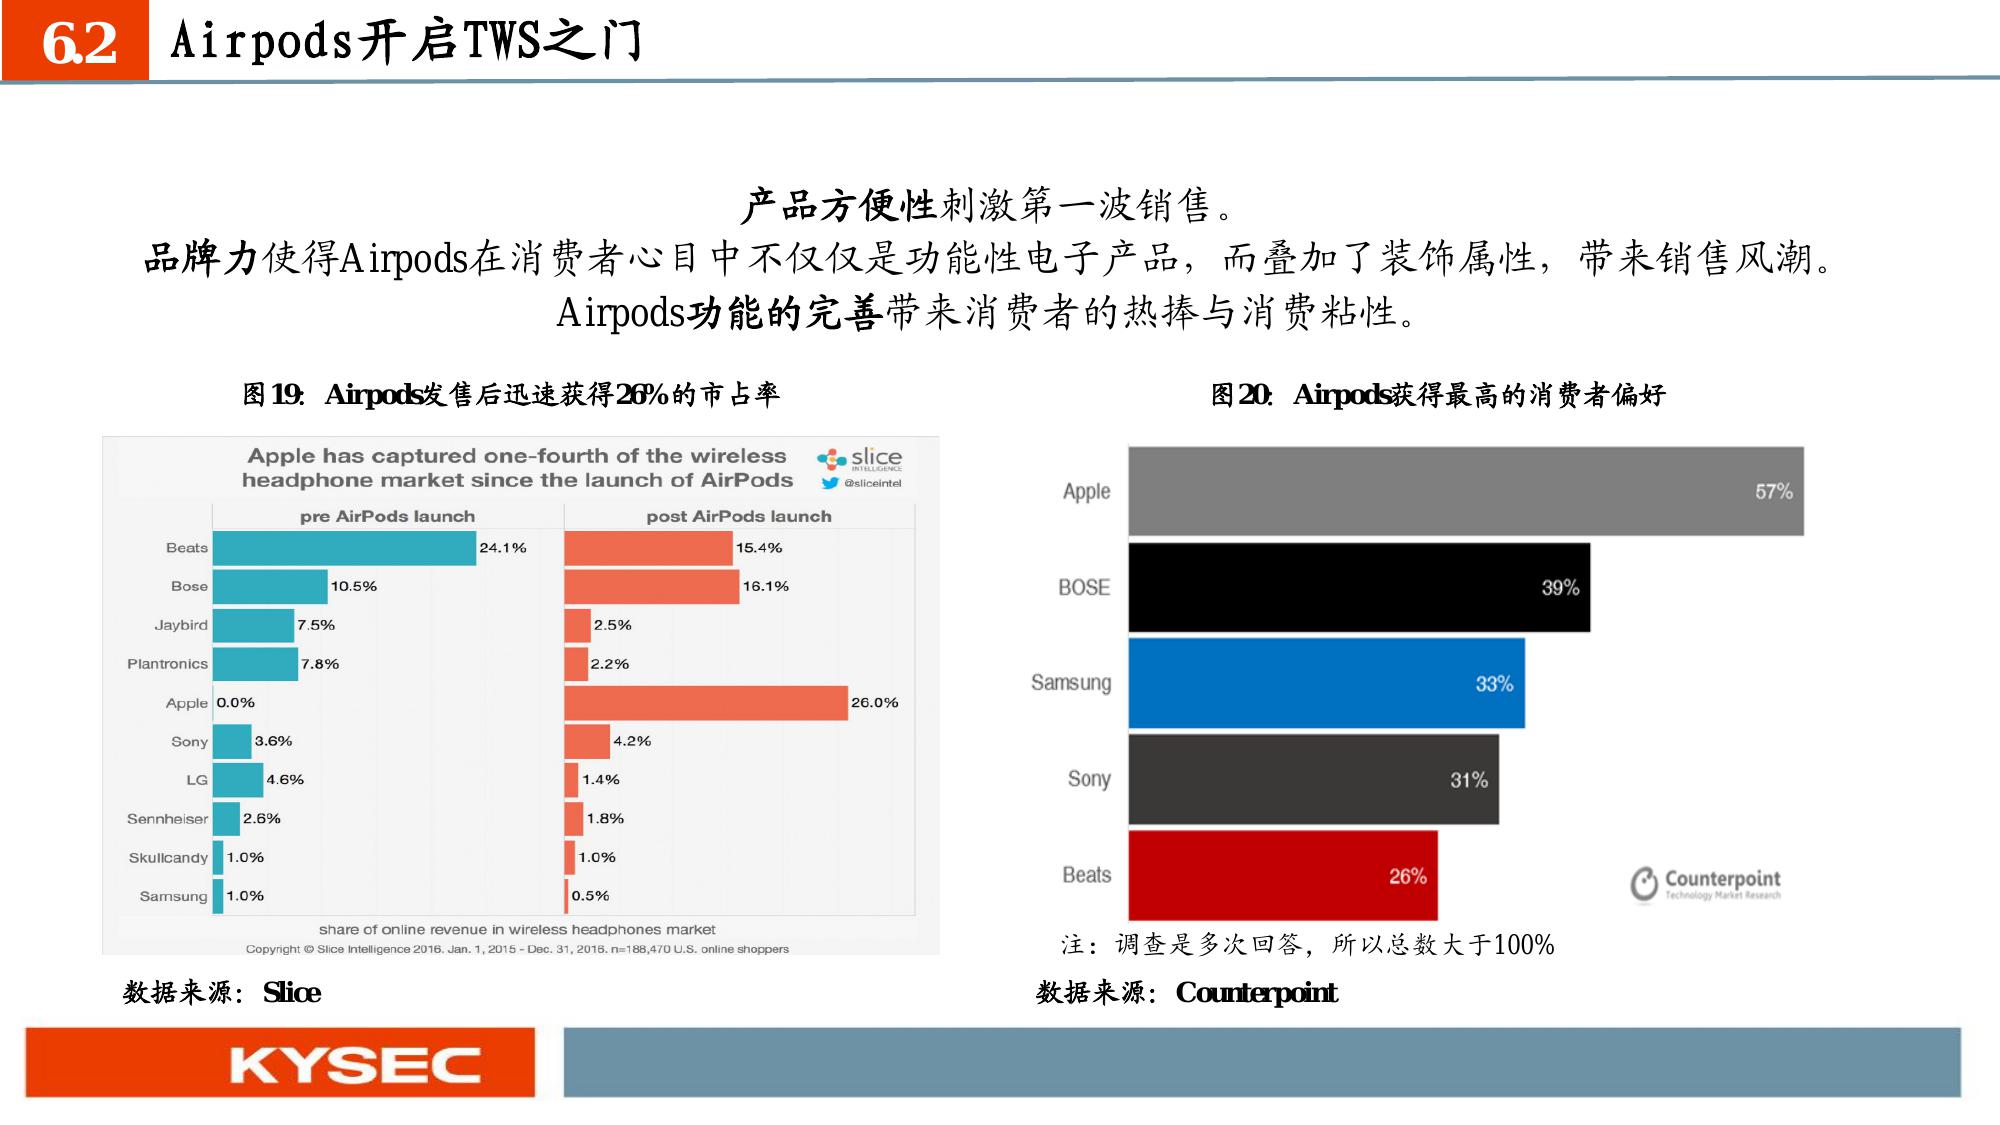 6.2 Airpods开启TWS之门
产品方便性刺激第一波销售。
品牌力使得Airpods在消费者心目中不仅仅是功能性电子产品，而叠加了装饰属性，带来销售风潮。
Airpods功能的完善带来消费者的热捧与消费粘性。
图19：Airpods发售后迅速获得26%的市占率
Apple has captured one-fourth of the wireless
headphone market since the launch of AirPods
slice
INTELLIGENCE
@sliceintel
pre AirPods launch post AirPods launch
Beats 24.1% 15.4%
Bose 10.5% 16.1%
Jaybird 7.5% 2.5%
Plantronics 7.8% 2.2%
Apple 0.0% 26.0%
Sony 3.6% 4.2%
LG 4.6% 1.4%
Sennheiser 2.6% 1.8%
Skullcandy 1.0% 1.0%
Samsung 1.0% 0.5%
share of online revenue in wireless headphones market
Copyright © Slice Intelligence 2016. Jan. 1, 2015 - Dec. 31, 2016. n=188,470 U.S. online shoppers
数据来源：Slice
图20：Airpods获得最高的消费者偏好
Apple 57%
BOSE 39%
Samsung 33%
Sony 31%
Beats 26%
Counterpoint
Technology Market Research
注：调查是多次回答，所以总数大于100%
数据来源：Counterpoint
KYSEC